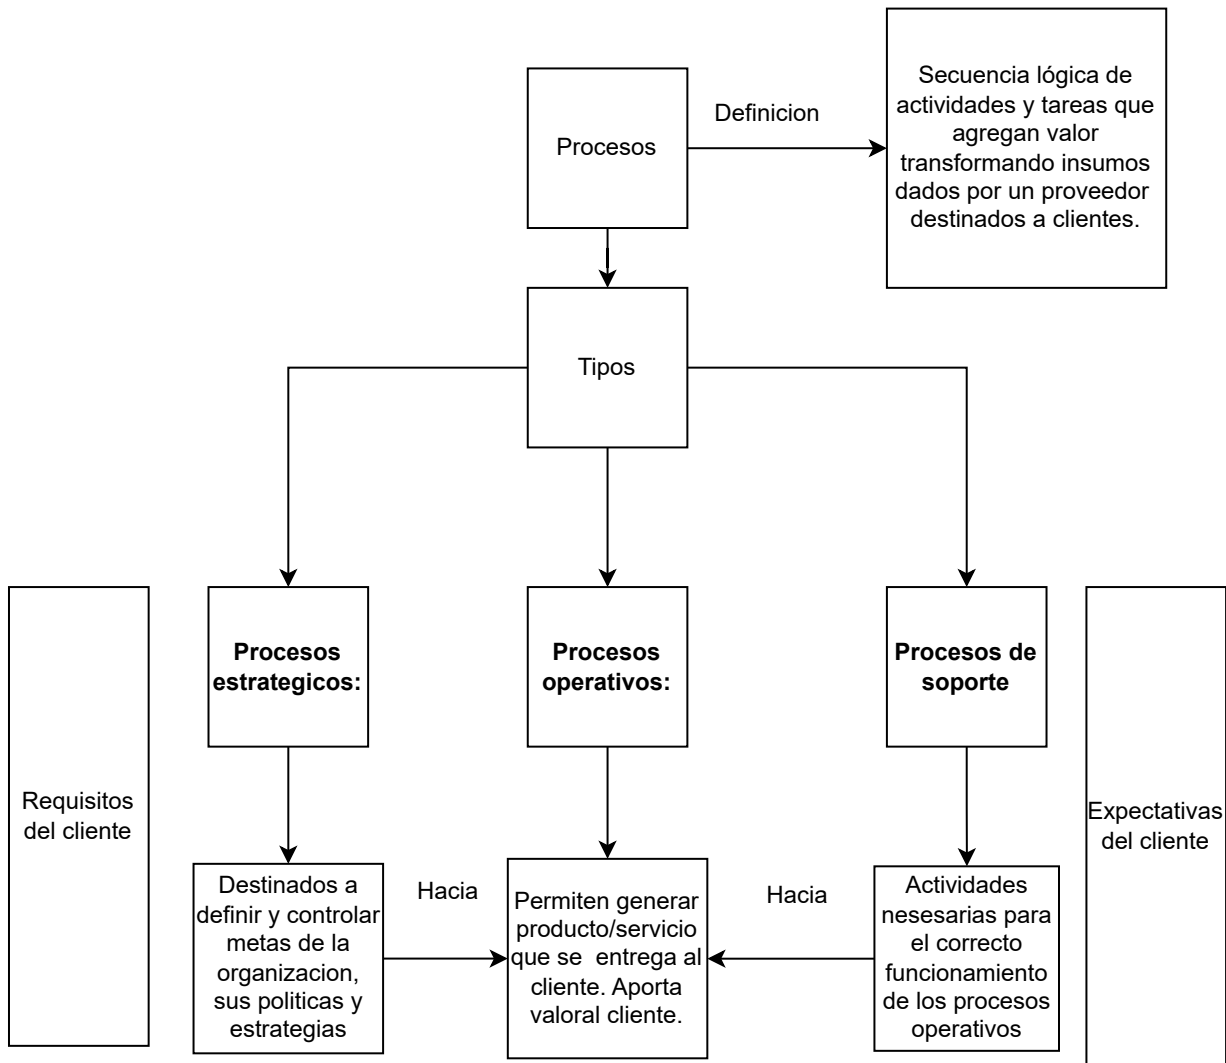 Procesos
Definicion
Secuencia lógica de
actividades y tareas que
agregan valor
transformando insumos
dados por un proveedor
destinados a clientes.
Tipos
Procesos
estrategicos:
Procesos
operativos:
Procesos de
soporte
Requisitos
del cliente
Expectativas
del cliente
Destinados a
definir y controlar
metas de la
organizacion,
sus politicas y
estrategias
Hacia
Permiten generar
producto/servicio
que se entrega al
cliente. Aporta
valoral cliente.
Hacia
Actividades
nesesarias para
el correcto
funcionamiento
de los procesos
operativos